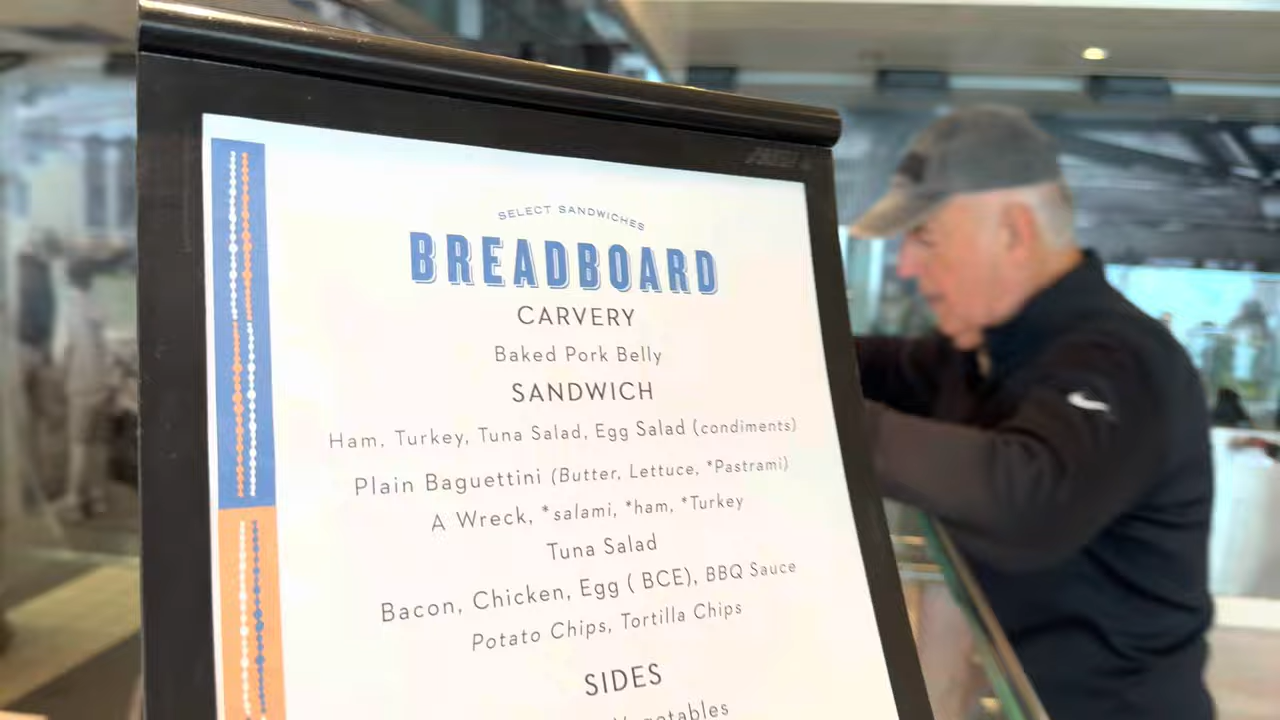 SELECT SANDWICHES
BREADBOARD
CARVERY
Baked Pork Belly
SANDWICH
Ham, Turkey, Tuna Salad, Egg Salad (condiments)
Plain Baguettini (Butter, Lettuce, *Pastrami)
A Wreck, *salami, *ham, *Turkey
Tuna Salad
Bacon, Chicken, Egg ( BCE), BBQ Sauce
Potato Chips, Tortilla Chips
SIDES
Vegetables